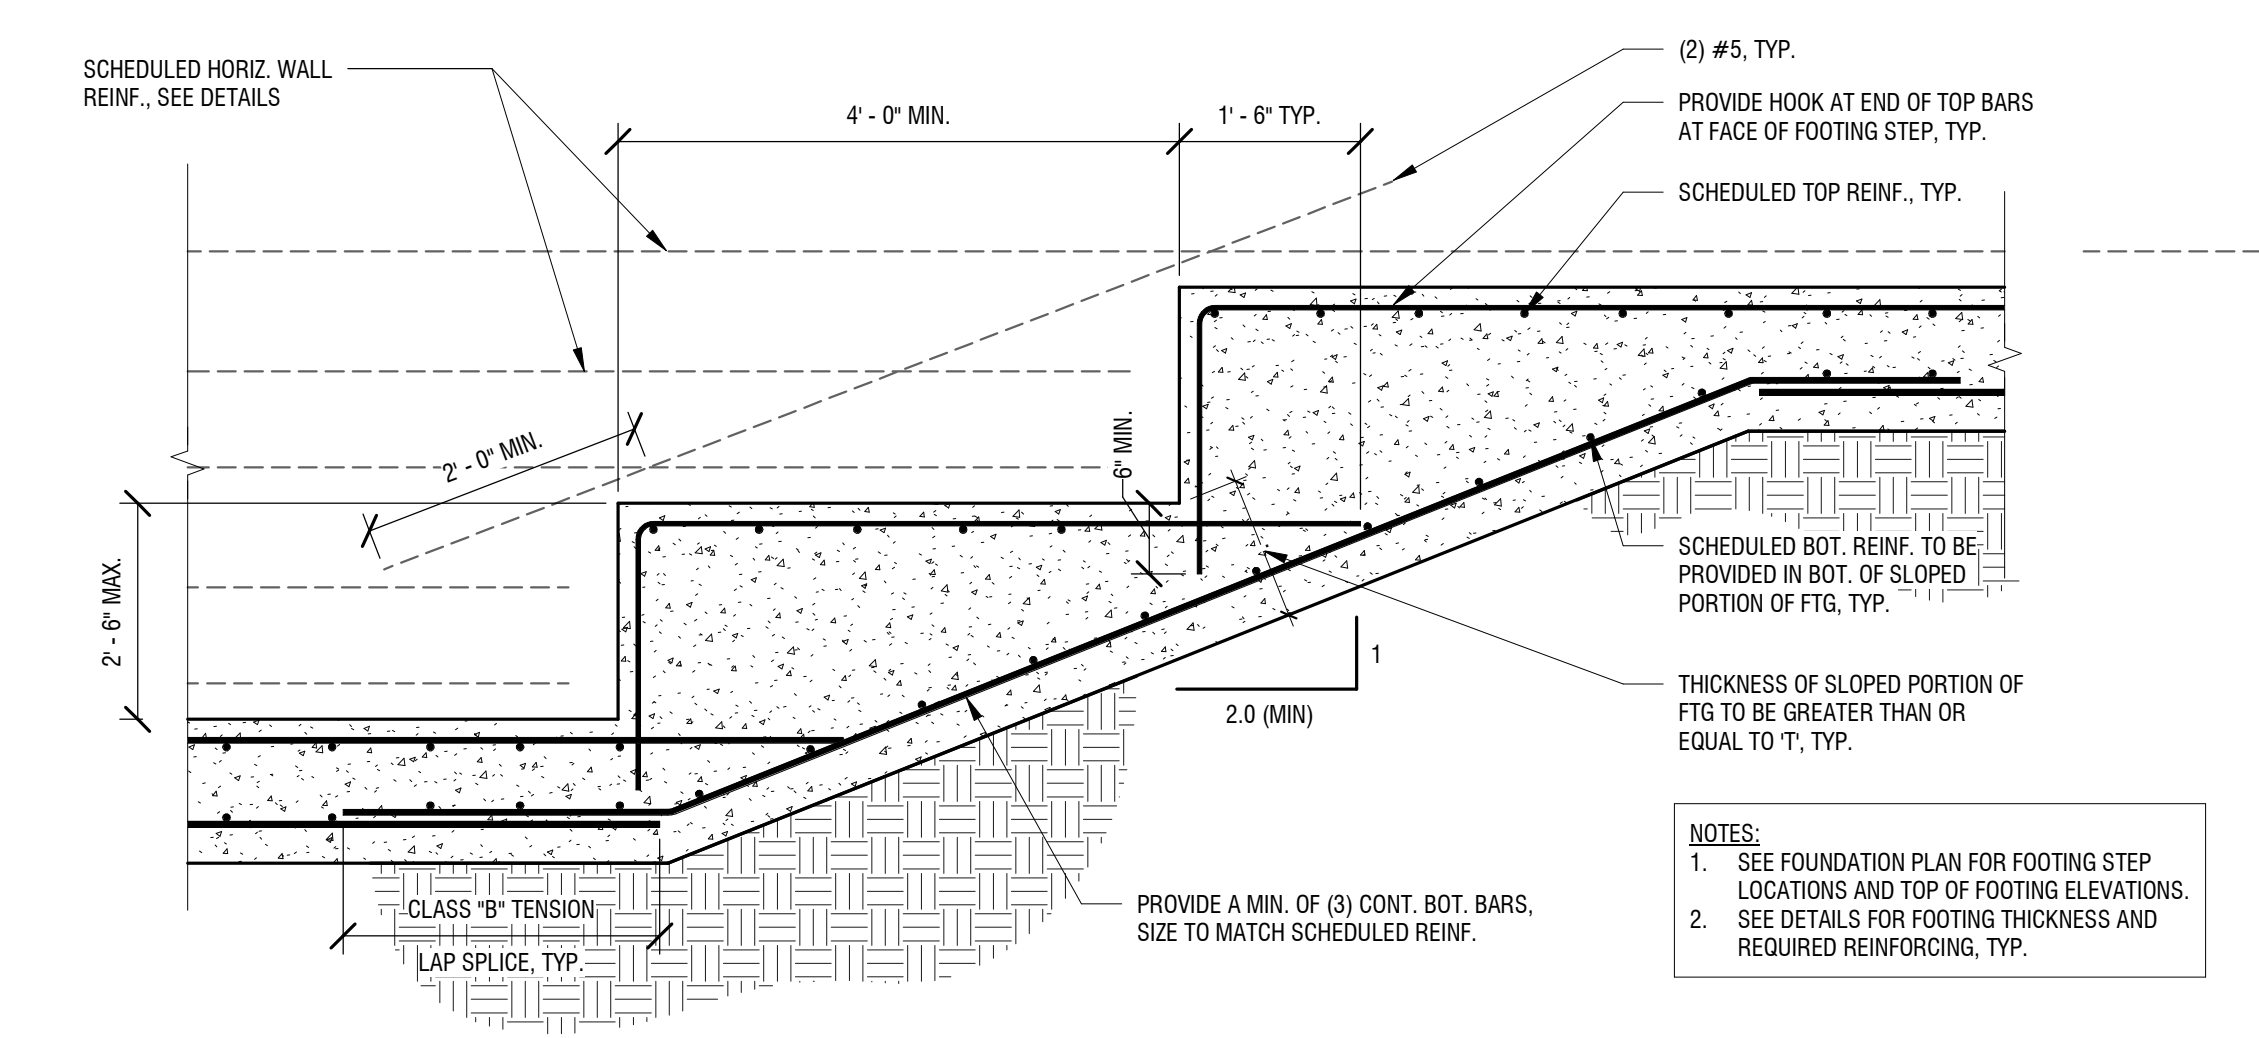 SCHEDULED HORIZ. WALL
REINF., SEE DETAILS
4' - 0" MIN.
1' - 6" TYP.
(2) #5, TYP.
PROVIDE HOOK AT END OF TOP BARS
AT FACE OF FOOTING STEP, TYP.
SCHEDULED TOP REINF., TYP.
2' - 0" MIN.
6" MIN.
2' - 6" MAX.
SCHEDULED BOT. REINF. TO BE
PROVIDED IN BOT. OF SLOPED
PORTION OF FTG, TYP.
1
2.0 (MIN)
THICKNESS OF SLOPED PORTION OF
FTG TO BE GREATER THAN OR
EQUAL TO 'T', TYP.
CLASS "B" TENSION
LAP SPLICE, TYP.
PROVIDE A MIN. OF (3) CONT. BOT. BARS,
SIZE TO MATCH SCHEDULED REINF.
NOTES:
1. SEE FOUNDATION PLAN FOR FOOTING STEP
LOCATIONS AND TOP OF FOOTING ELEVATIONS.
2. SEE DETAILS FOR FOOTING THICKNESS AND
REQUIRED REINFORCING, TYP.